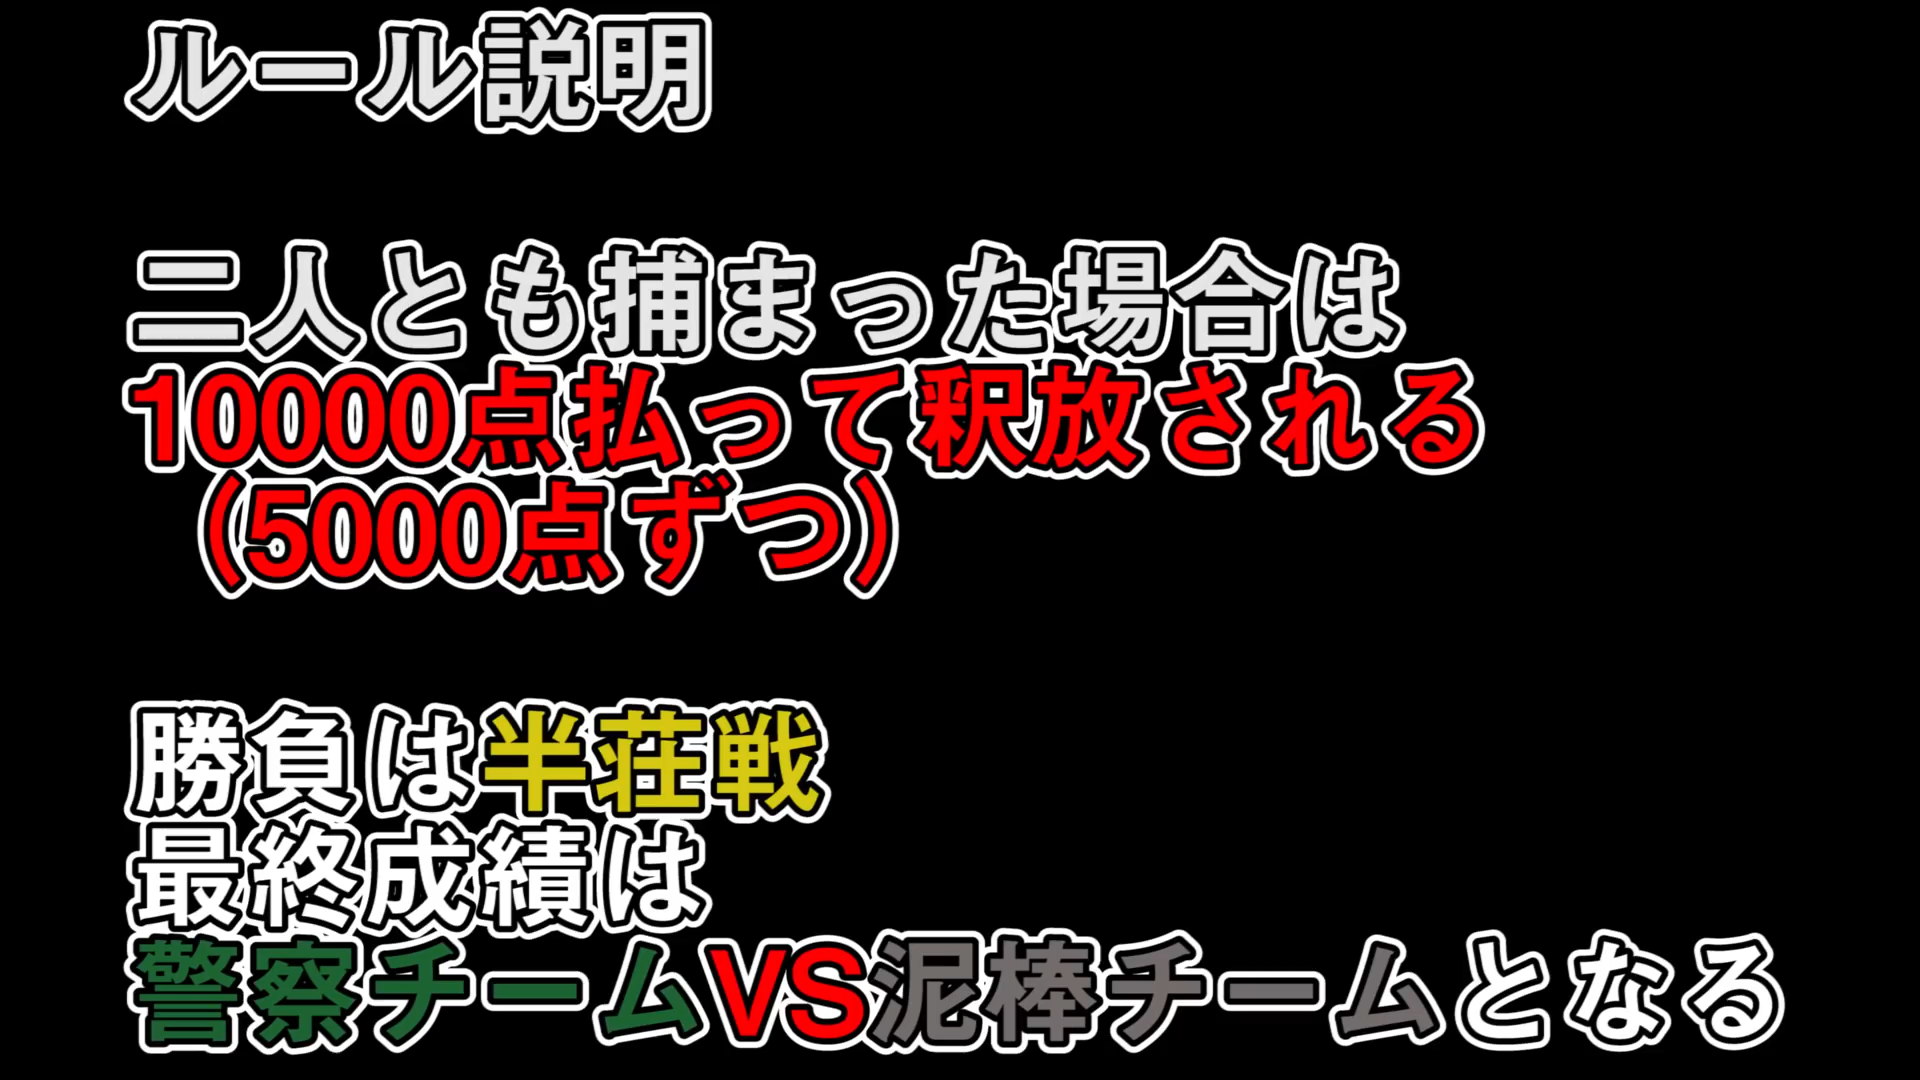 ルール説明
二人とも捕まった場合は
10000点払って釈放される
（5000点ずつ）
勝負は半荘戦
最終成績は
警察チームVS泥棒チームとなる